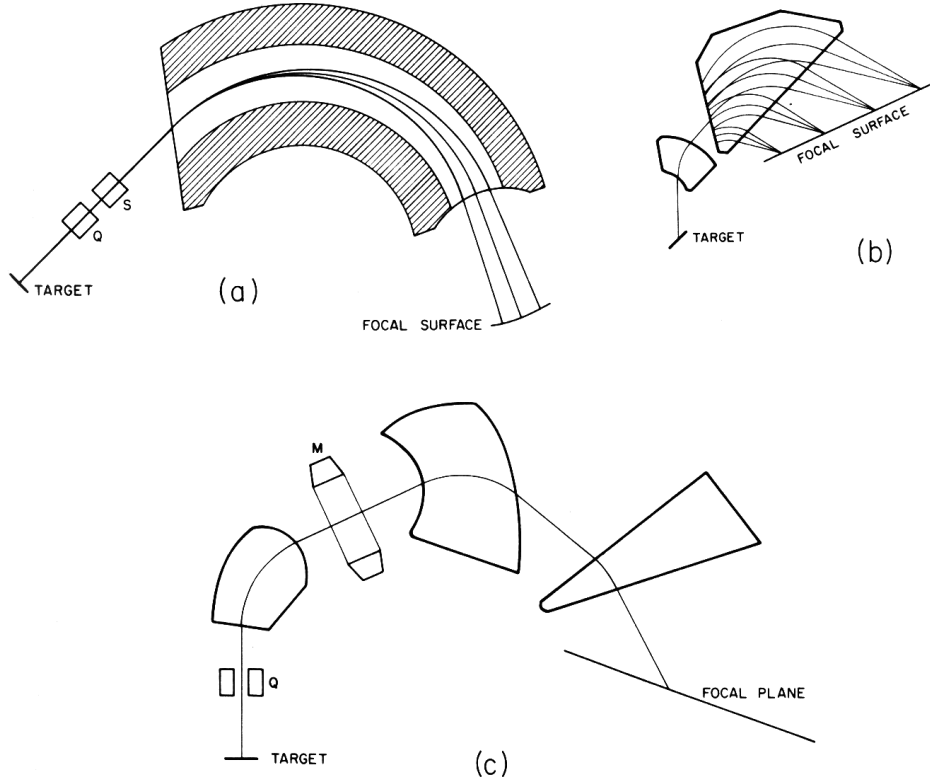 S
Q
TARGET
(a)
FOCAL SURFACE
FOCAL SURFACE
TARGET
(b)
M
Q
TARGET
FOCAL PLANE
(c)